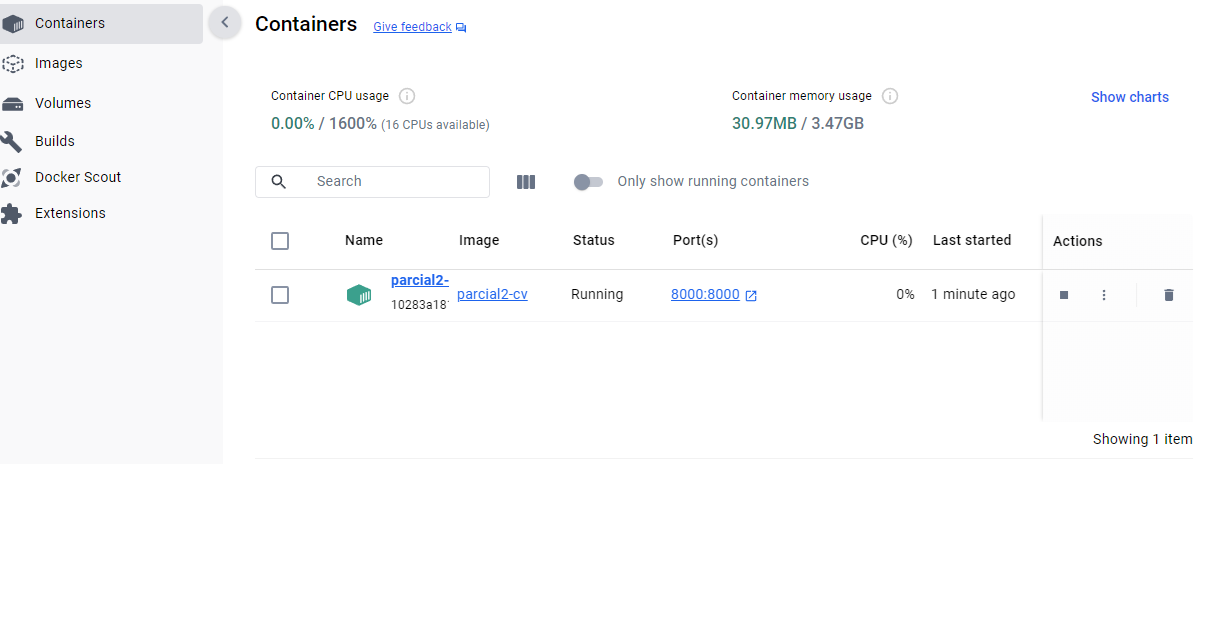 Containers
Images
Volumes
Builds
Docker Scout
Extensions
Containers Give feedback
Container CPU usage
0.00% / 1600% (16 CPUs available)
Container memory usage
30.97MB / 3.47GB
Show charts
Search
Only show running containers
Name Image Status Port(s) CPU (%) Last started Actions
parcial2- parcial2-cv Running 8000:8000 0% 1 minute ago
10283a18
Showing 1 item